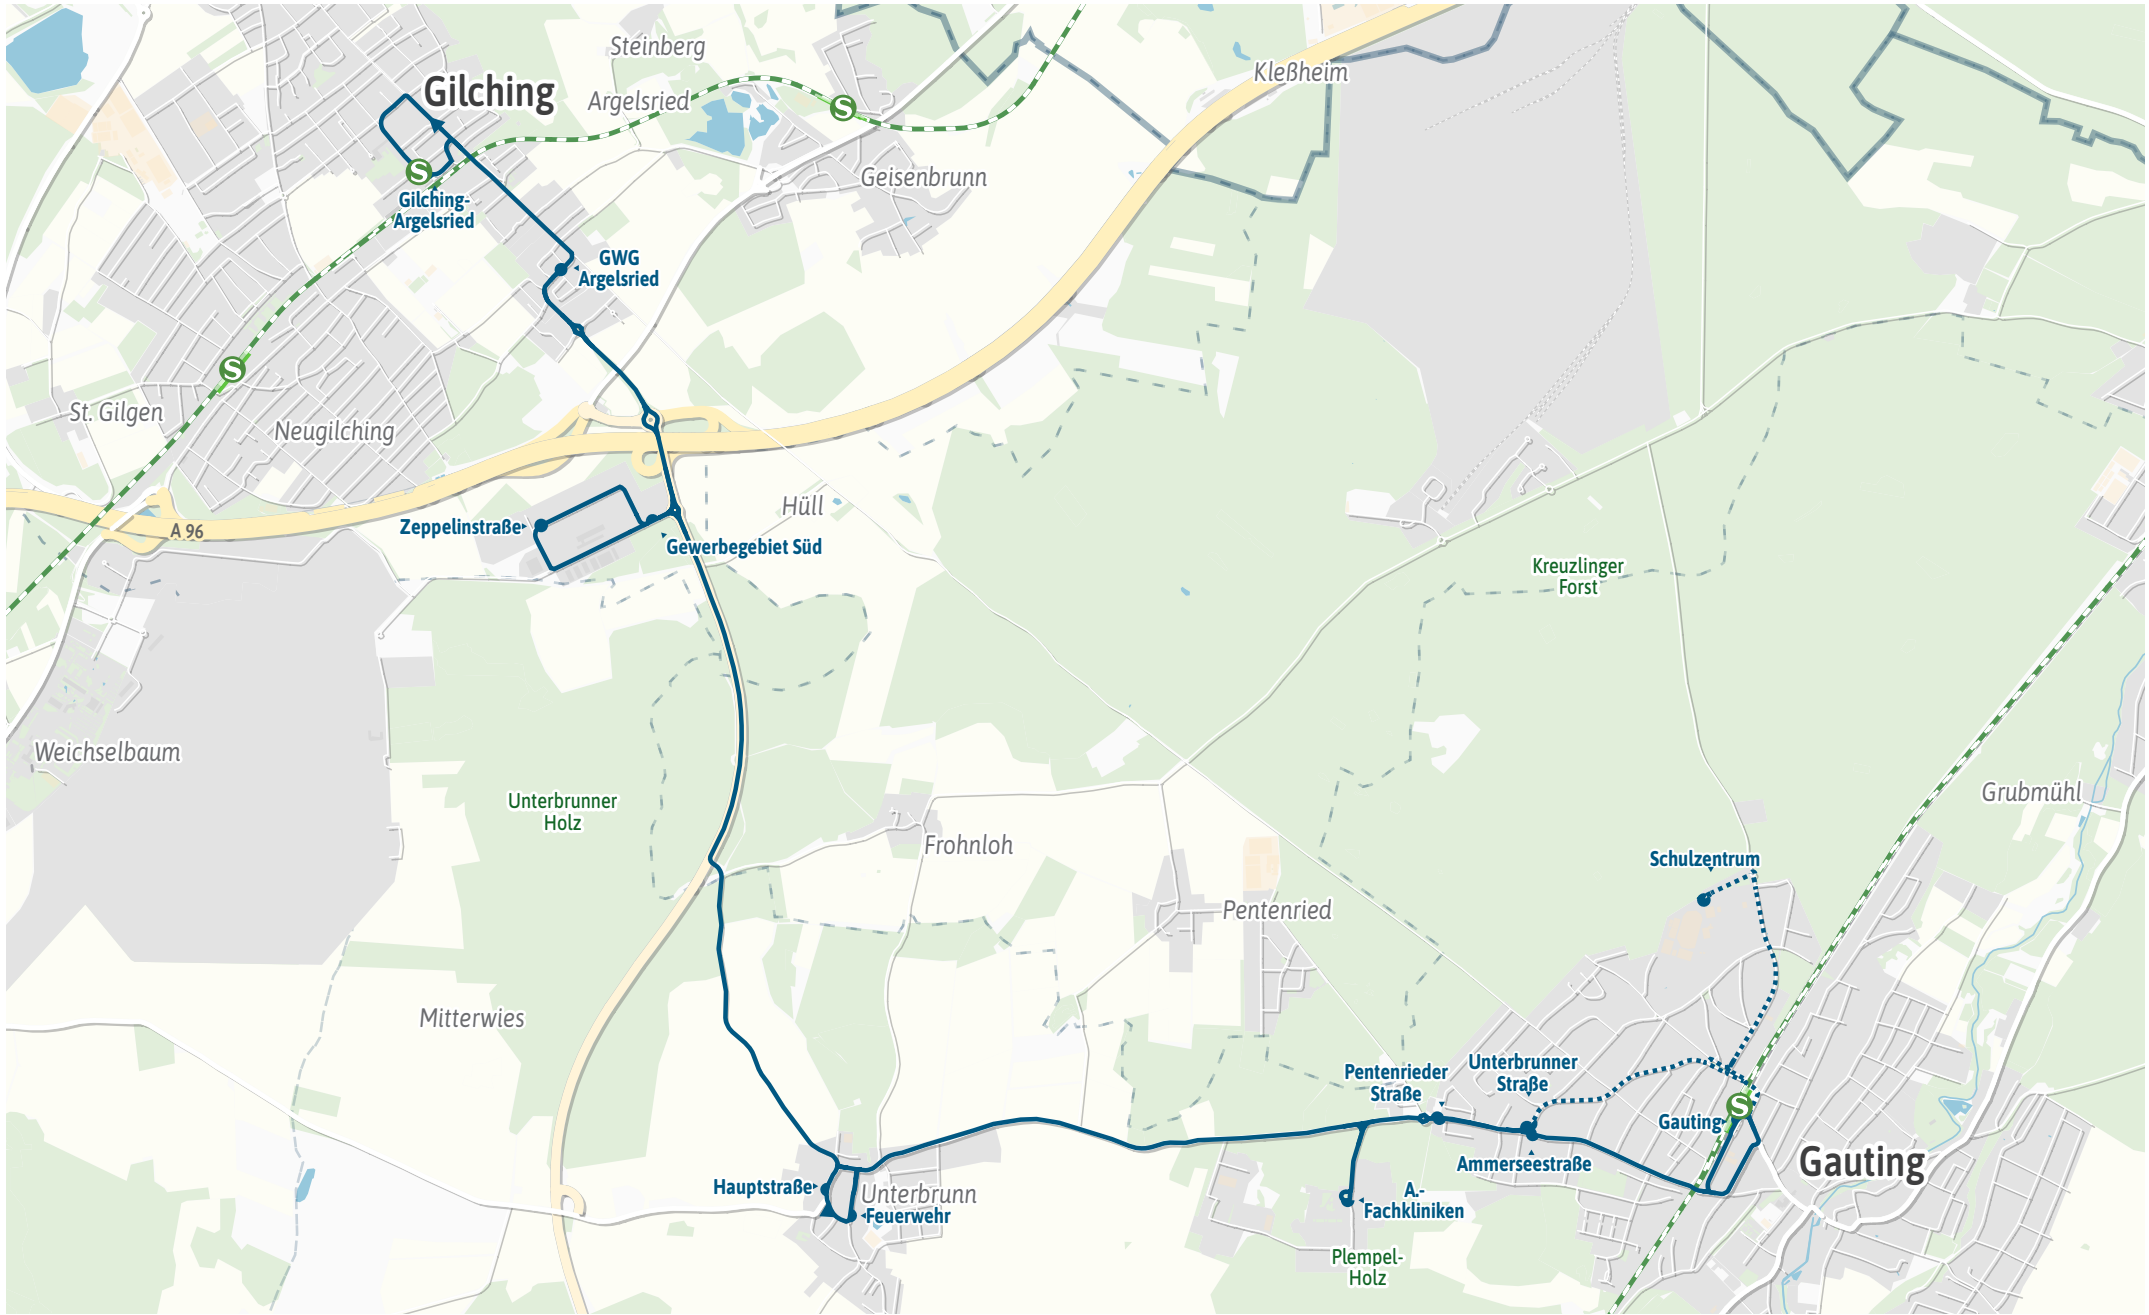 Steinberg
Kleßheim
Gilching
Argelsried
S
S
Geisenbrunn
Gilching-
Argelsried
GWG
Argelsried
S
St. Gilgen
Neugilching
Hüll
A 96
Zeppelinstraße
Gewerbegebiet Süd
Kreuzlinger
Forst
Weichselbaum
Unterbrunner
Holz
Grubmühl
Frohnloh
Schulzentrum
Pentenried
Mitterwies
Pentenrieder
Straße
Unterbrunner
Straße
S
Gauting
Ammerseestraße
Gauting
Hauptstraße
Unterbrunn
Feuerwehr
A.-
Fachkliniken
Plempel-
Holz